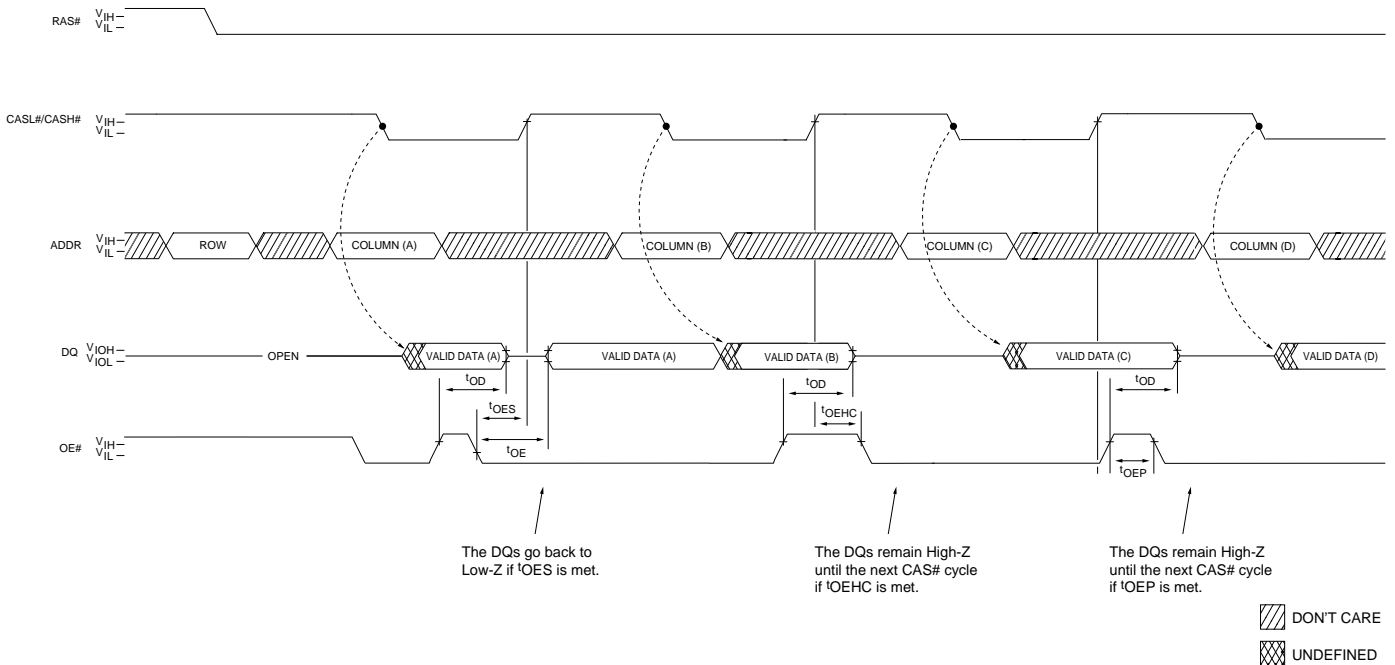 RAS# VIH VIL
CASL#/CASH# VIH VIL
ADDR VIH VIL ROW COLUMN (A) COLUMN (B) COLUMN (C) COLUMN (D)
DQ VIOH VIOL OPEN VALID DATA (A) VALID DATA (A) VALID DATA (B) VALID DATA (C) VALID DATA (D)
tOD tOD tOD
tOES tOEHC
OE# VIH VIL tOE tOEP
The DQs go back to
Low-Z if tOES is met.
The DQs remain High-Z
until the next CAS# cycle
if tOEHC is met.
The DQs remain High-Z
until the next CAS# cycle
if tOEP is met.
DON'T CARE
UNDEFINED